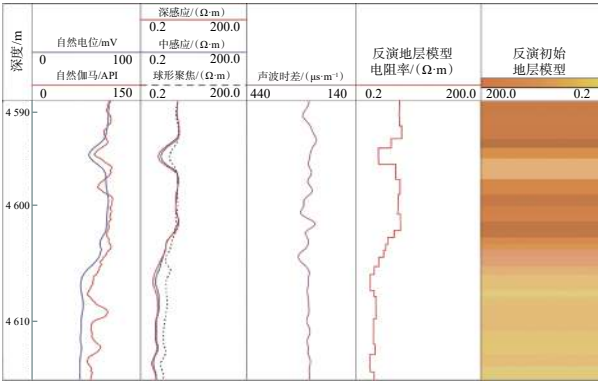 深度/m
自然电位/mV
0 100
自然伽马/API
0 150
深感应/(Ω·m)
0.2 200.0
中感应/(Ω·m)
0.2 200.0
球形聚焦/(Ω·m)
0.2 200.0
声波时差/(μs·m⁻¹)
440 140
反演地层模型
电阻率/(Ω·m)
0.2 200.0
反演初始
地层模型
200.0 0.2
4 590
4 600
4 610